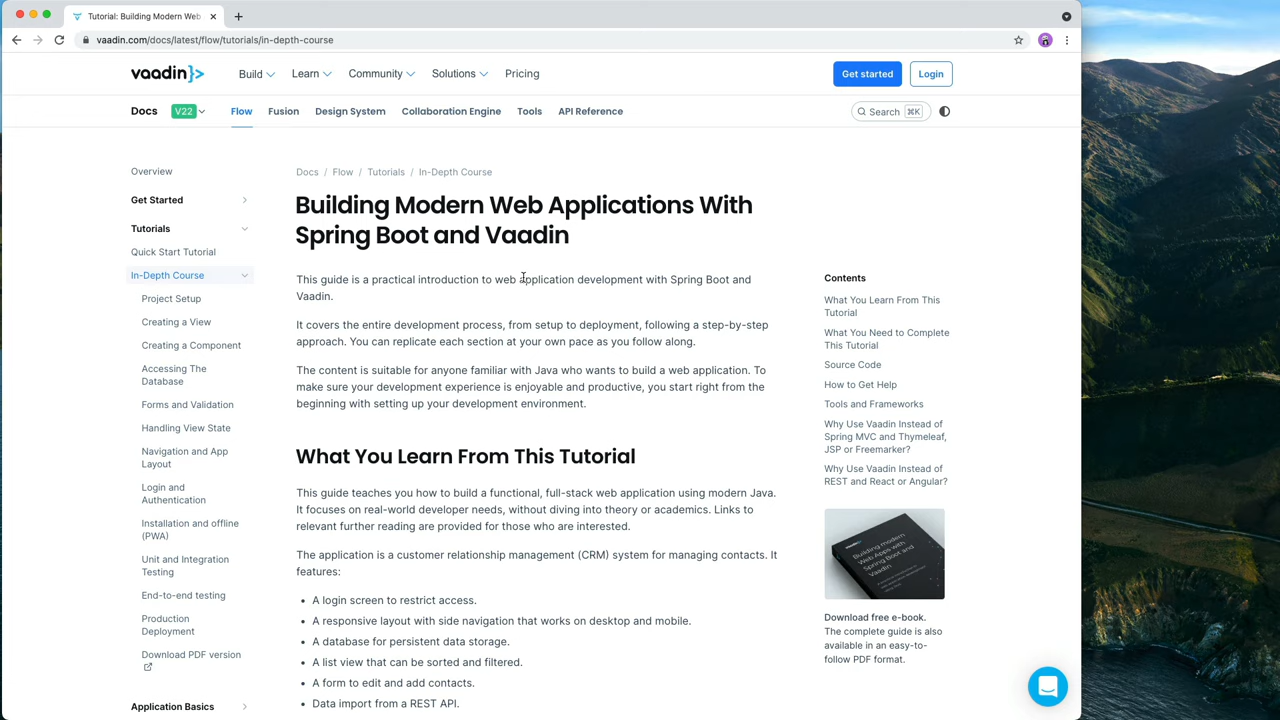 Tutorial: Building Modern Web
vaadin.com/docs/latest/flow/tutorials/in-depth-course
vaadin}> Build Learn Community Solutions Pricing Get started Login
Docs V22 Flow Fusion Design System Collaboration Engine Tools API Reference Search ⌘K
Overview
Get Started
Tutorials
Quick Start Tutorial
In-Depth Course
Project Setup
Creating a View
Creating a Component
Accessing The
Database
Forms and Validation
Handling View State
Navigation and App
Layout
Login and
Authentication
Installation and offline
(PWA)
Unit and Integration
Testing
End-to-end testing
Production
Deployment
Download PDF version
Application Basics
Docs / Flow / Tutorials / In-Depth Course
Building Modern Web Applications With
Spring Boot and Vaadin
This guide is a practical introduction to web application development with Spring Boot and
Vaadin.
It covers the entire development process, from setup to deployment, following a step-by-step
approach. You can replicate each section at your own pace as you follow along.
The content is suitable for anyone familiar with Java who wants to build a web application. To
make sure your development experience is enjoyable and productive, you start right from the
beginning with setting up your development environment.
What You Learn From This Tutorial
This guide teaches you how to build a functional, full-stack web application using modern Java.
It focuses on real-world developer needs, without diving into theory or academics. Links to
relevant further reading are provided for those who are interested.
The application is a customer relationship management (CRM) system for managing contacts. It
features:
• A login screen to restrict access.
• A responsive layout with side navigation that works on desktop and mobile.
• A database for persistent data storage.
• A list view that can be sorted and filtered.
• A form to edit and add contacts.
• Data import from a REST API.
Contents
What You Learn From This
Tutorial
What You Need to Complete
This Tutorial
Source Code
How to Get Help
Tools and Frameworks
Why Use Vaadin Instead of
Spring MVC and Thymeleaf,
JSP or Freemarker?
Why Use Vaadin Instead of
REST and React or Angular?
Building modern
Web Apps with
Spring Boot and
Vaadin
Download free e-book.
The complete guide is also
available in an easy-to-
follow PDF format.